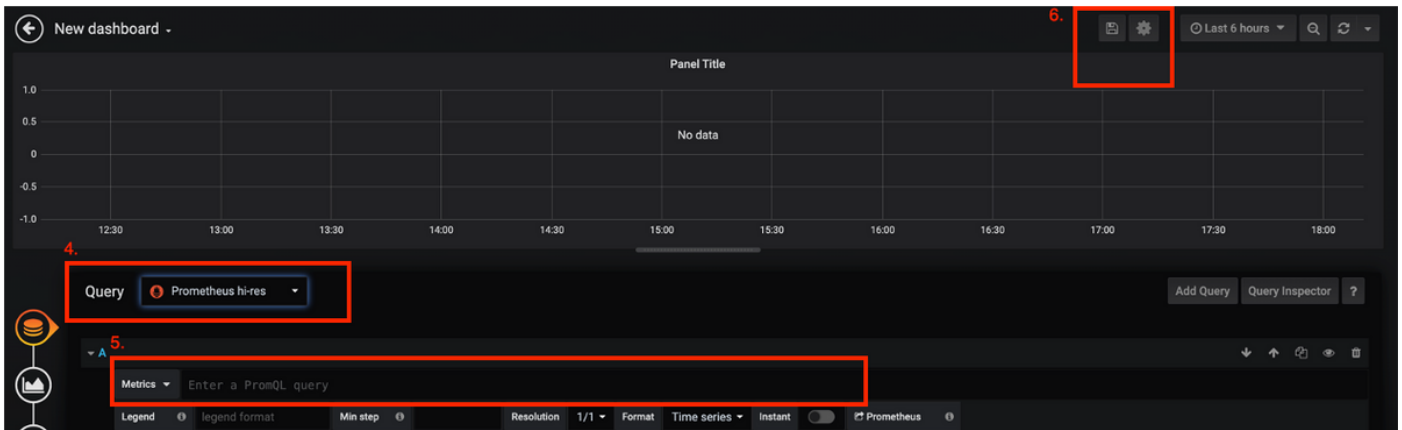 New dashboard
6.
Last 6 hours
Panel Title
1.0
0.5
No data
0
-0.5
-1.0
12:30 13:00 13:30 14:00 14:30 15:00 15:30 16:00 16:30 17:00 17:30 18:00
4.
Query Prometheus hi-res Add Query Query Inspector ?
A 5.
Metrics Enter a PromQL query
Legend legend format Min step Resolution 1/1 Format Time series Instant Prometheus